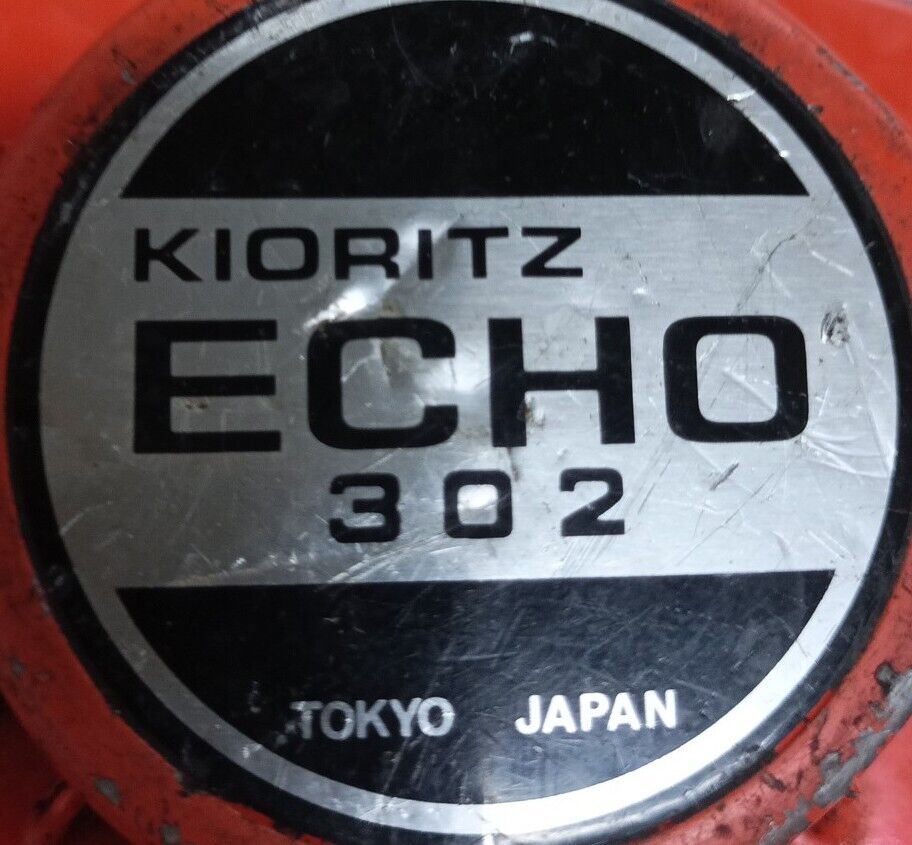 KIORITZ
ECHO
302
TOKYO JAPAN